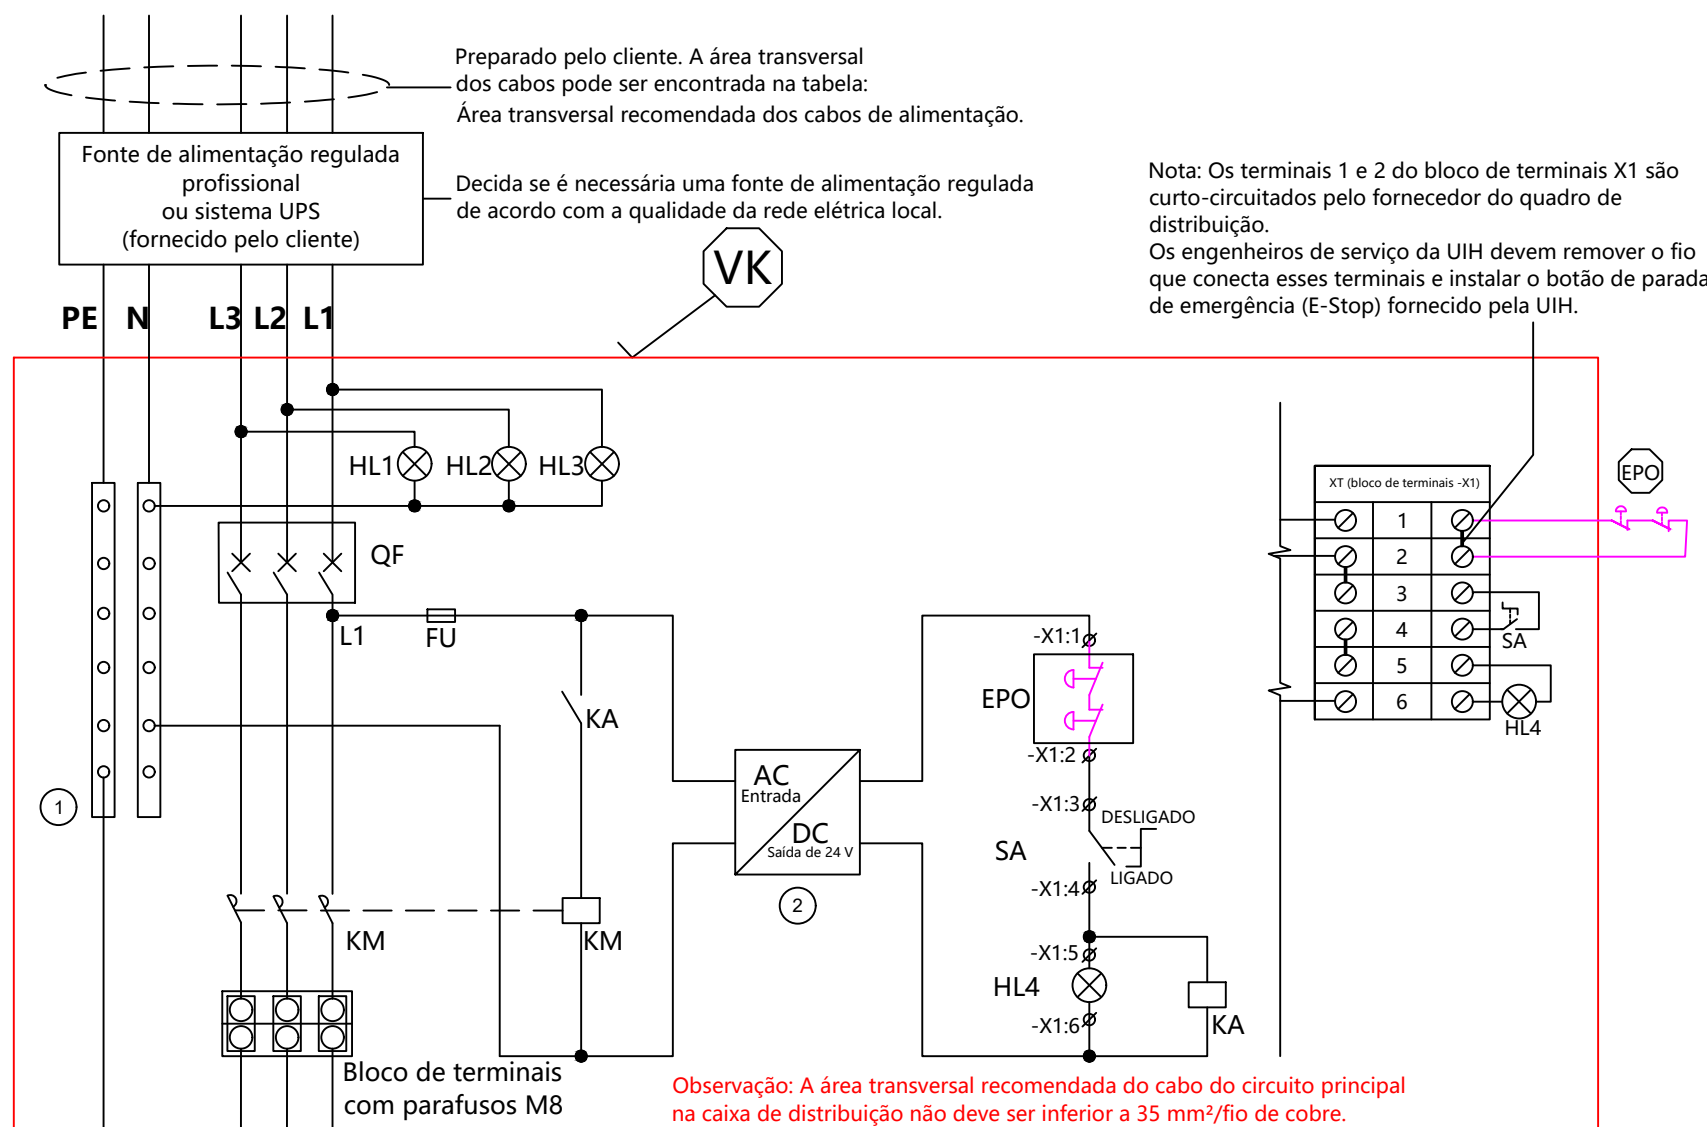 Preparado pelo cliente. A área transversal
dos cabos pode ser encontrada na tabela:
Área transversal recomendada dos cabos de alimentação.
Fonte de alimentação regulada
profissional
ou sistema UPS
(fornecido pelo cliente)
Decida se é necessária uma fonte de alimentação regulada
de acordo com a qualidade da rede elétrica local.
Nota: Os terminais 1 e 2 do bloco de terminais X1 são
curto-circuitados pelo fornecedor do quadro de
distribuição.
Os engenheiros de serviço da UIH devem remover o fio
que conecta esses terminais e instalar o botão de parada
de emergência (E-Stop) fornecido pela UIH.
VK
PE N L3 L2 L1
HL1 HL2 HL3
QF
L1 FU
KA
1
AC
Entrada
DC
Saída de 24 V
2
KM KM
Bloco de terminais
com parafusos M8
-X1:1
EPO
-X1:2
-X1:3
DESLIGADO
SA
LIGADO
-X1:4
-X1:5
HL4
-X1:6
KA
XT (bloco de terminais -X1)
1
2
3
4
5
6
EPO
SA
HL4
Observação: A área transversal recomendada do cabo do circuito principal
na caixa de distribuição não deve ser inferior a 35 mm²/fio de cobre.